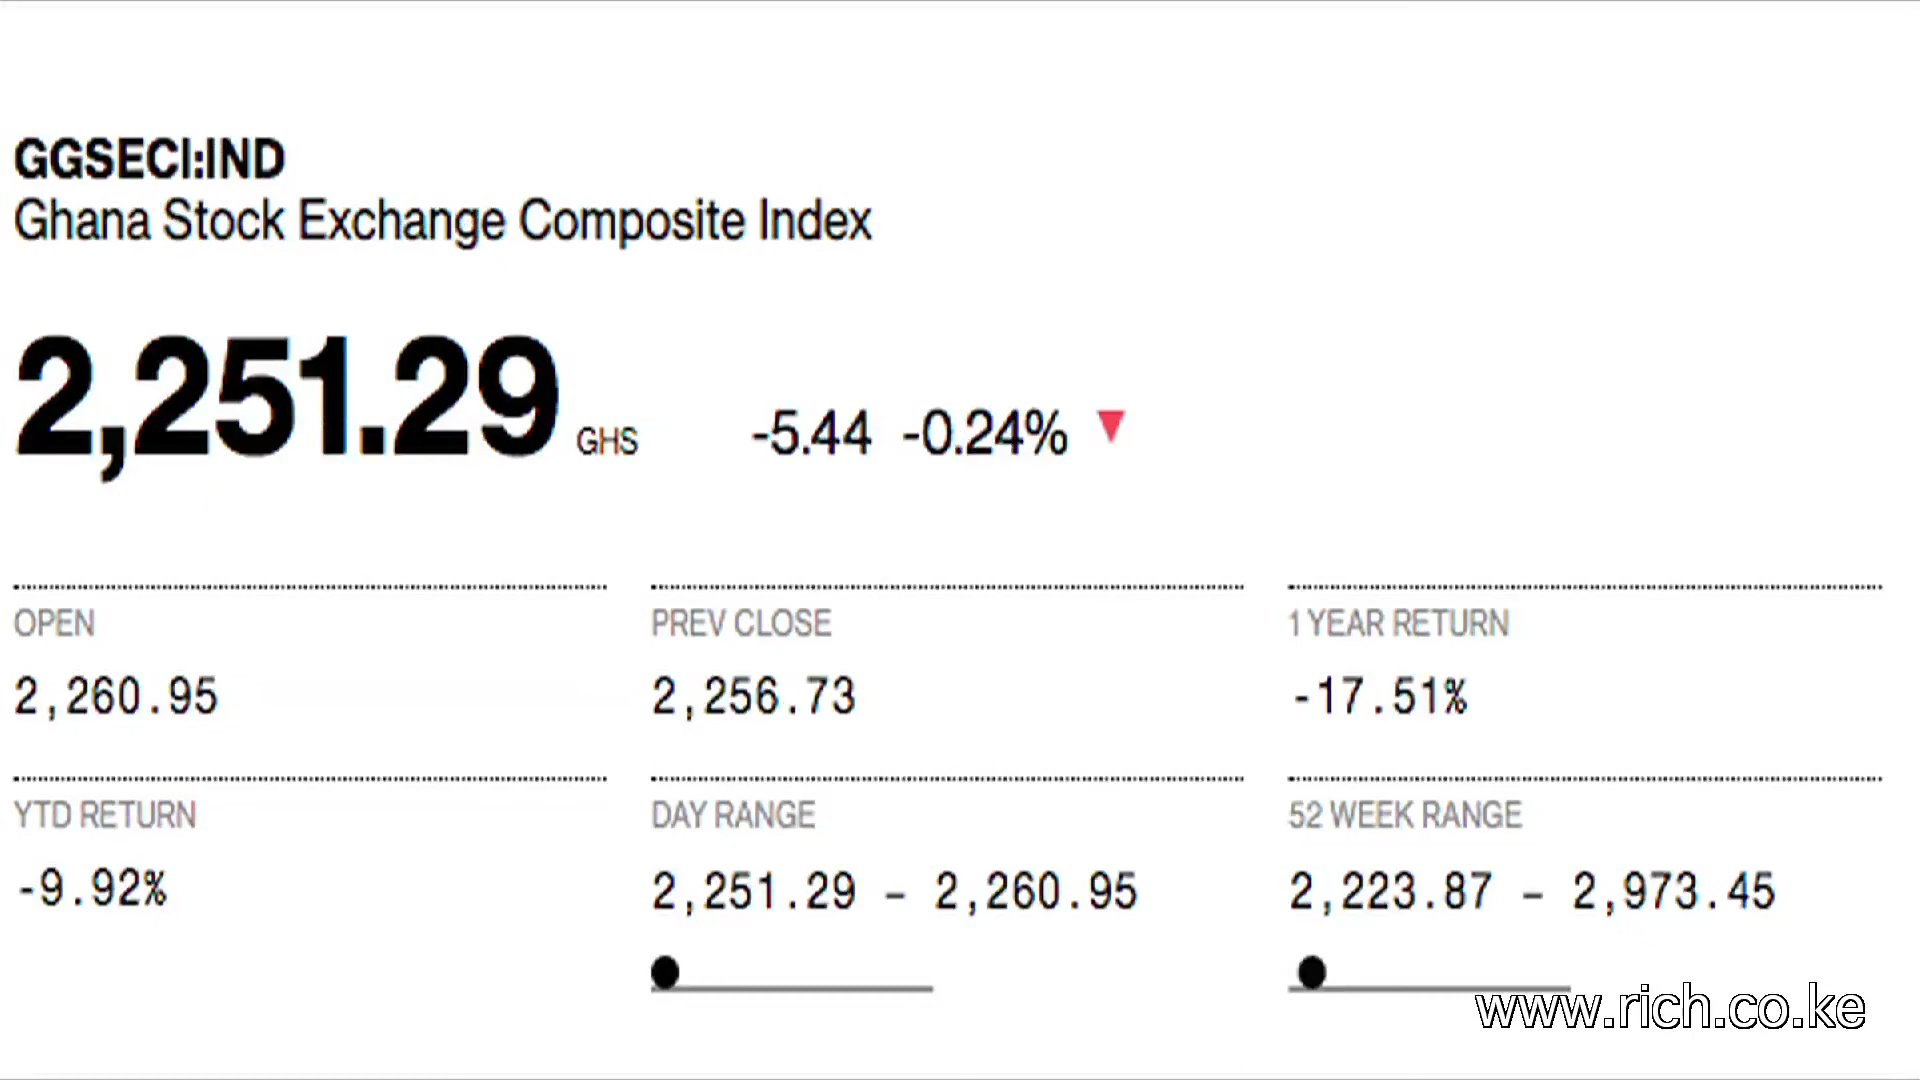 GGSECI:IND
Ghana Stock Exchange Composite Index
2,251.29 GHS -5.44 -0.24%
OPEN PREV CLOSE 1 YEAR RETURN
2,260.95 2,256.73 -17.51%
YTD RETURN DAY RANGE 52 WEEK RANGE
-9.92% 2,251.29 – 2,260.95 2,223.87 – 2,973.45
www.rich.co.ke